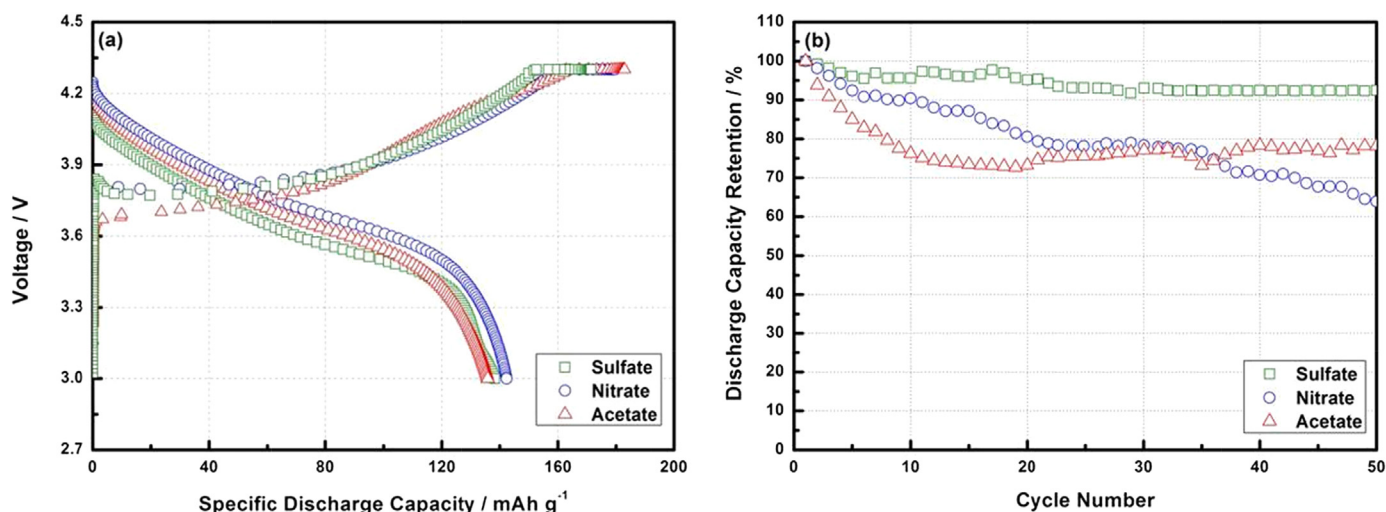 (a)
4.5
4.2
3.9
3.6
3.3
3.0
2.7
Voltage / V
0 40 80 120 160 200
Specific Discharge Capacity / mAh g⁻¹
Sulfate
Nitrate
Acetate
(b)
110
100
90
80
70
60
50
40
30
20
10
0
Discharge Capacity Retention / %
0 10 20 30 40 50
Cycle Number
Sulfate
Nitrate
Acetate